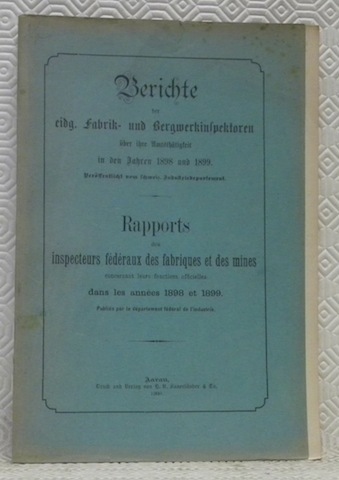 Berichte
der
eidg. Fabrik- und Bergwerkinspektoren
über ihre Amtsthätigkeit
in den Jahren 1898 und 1899.
Veröffentlicht vom schweiz. Industriedepartement.
Rapports
des
inspecteurs fédéraux des fabriques et des mines
concernant leurs fonctions officielles
dans les années 1898 et 1899.
Publiés par le département fédéral de l'industrie.
Aarau.
Druck und Verlag von H. R. Sauerländer & Co.
1900.